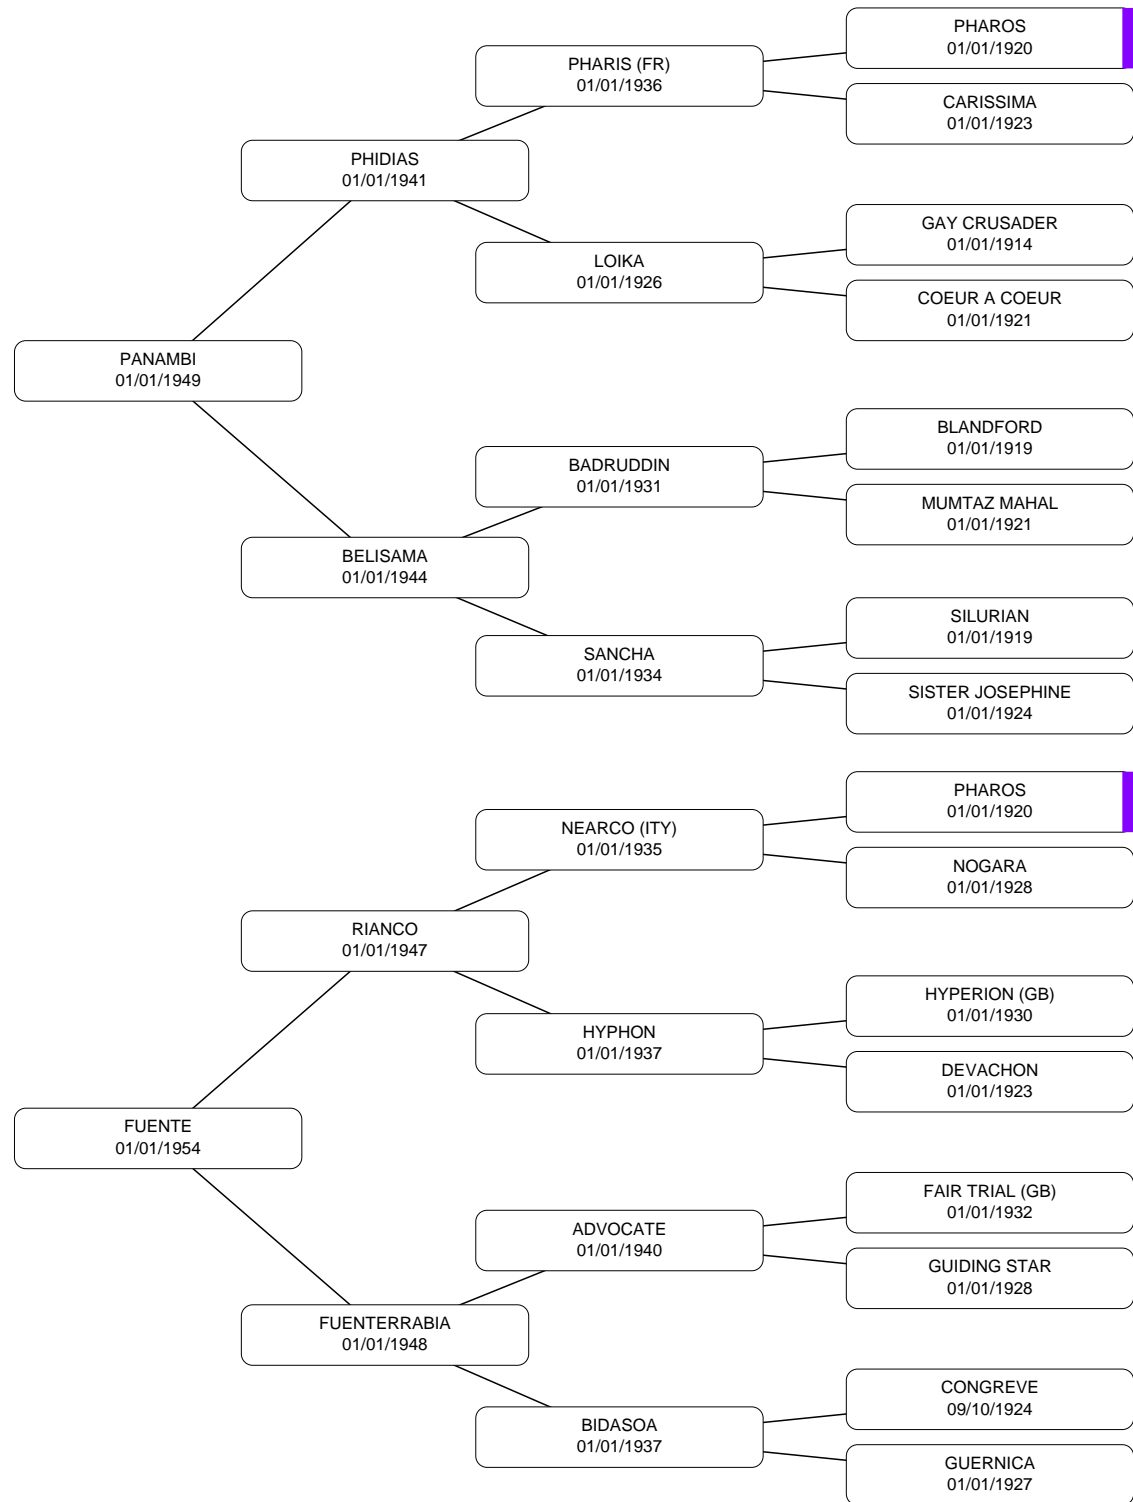 PHAROS
01/01/1920
PHARIS (FR)
01/01/1936
CARISSIMA
01/01/1923
PHIDIAS
01/01/1941
GAY CRUSADER
01/01/1914
LOIKA
01/01/1926
COEUR A COEUR
01/01/1921
PANAMBI
01/01/1949
BLANDFORD
01/01/1919
BADRUDDIN
01/01/1931
MUMTAZ MAHAL
01/01/1921
BELISAMA
01/01/1944
SILURIAN
01/01/1919
SANCHA
01/01/1934
SISTER JOSEPHINE
01/01/1924
PHAROS
01/01/1920
NEARCO (ITY)
01/01/1935
NOGARA
01/01/1928
RIANCO
01/01/1947
HYPERION (GB)
01/01/1930
HYPHON
01/01/1937
DEVACHON
01/01/1923
FUENTE
01/01/1954
FAIR TRIAL (GB)
01/01/1932
ADVOCATE
01/01/1940
GUIDING STAR
01/01/1928
FUENTERRABIA
01/01/1948
CONGREVE
09/10/1924
BIDASOA
01/01/1937
GUERNICA
01/01/1927